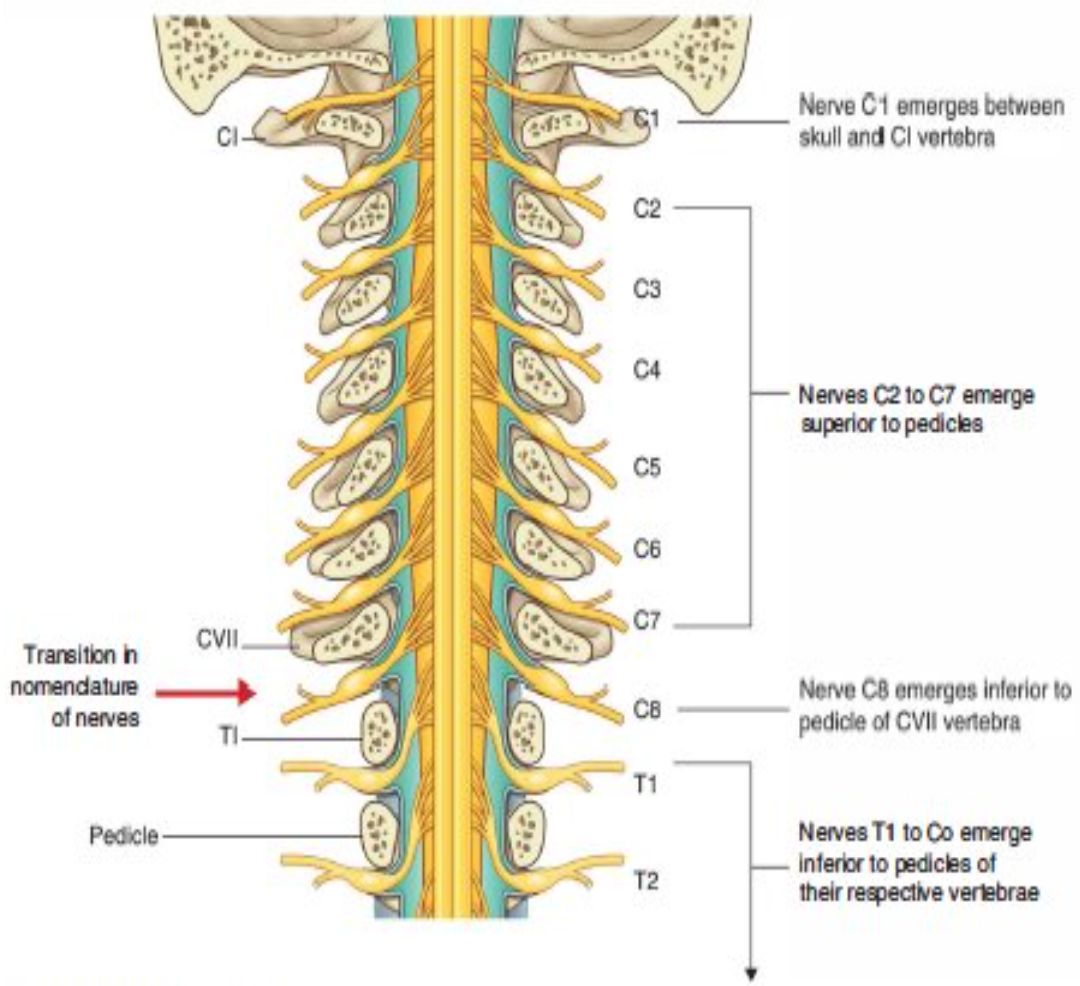 CI
C1
Nerve C1 emerges between
skull and CI vertebra
C2
C3
C4
Nerves C2 to C7 emerge
superior to pedicles
C5
C6
C7
CVII
Transition in
nomenclature
of nerves
C8
Nerve C8 emerges inferior to
pedicle of CVII vertebra
TI
T1
Pedicle
Nerves T1 to Co emerge
inferior to pedicles of
their respective vertebrae
T2